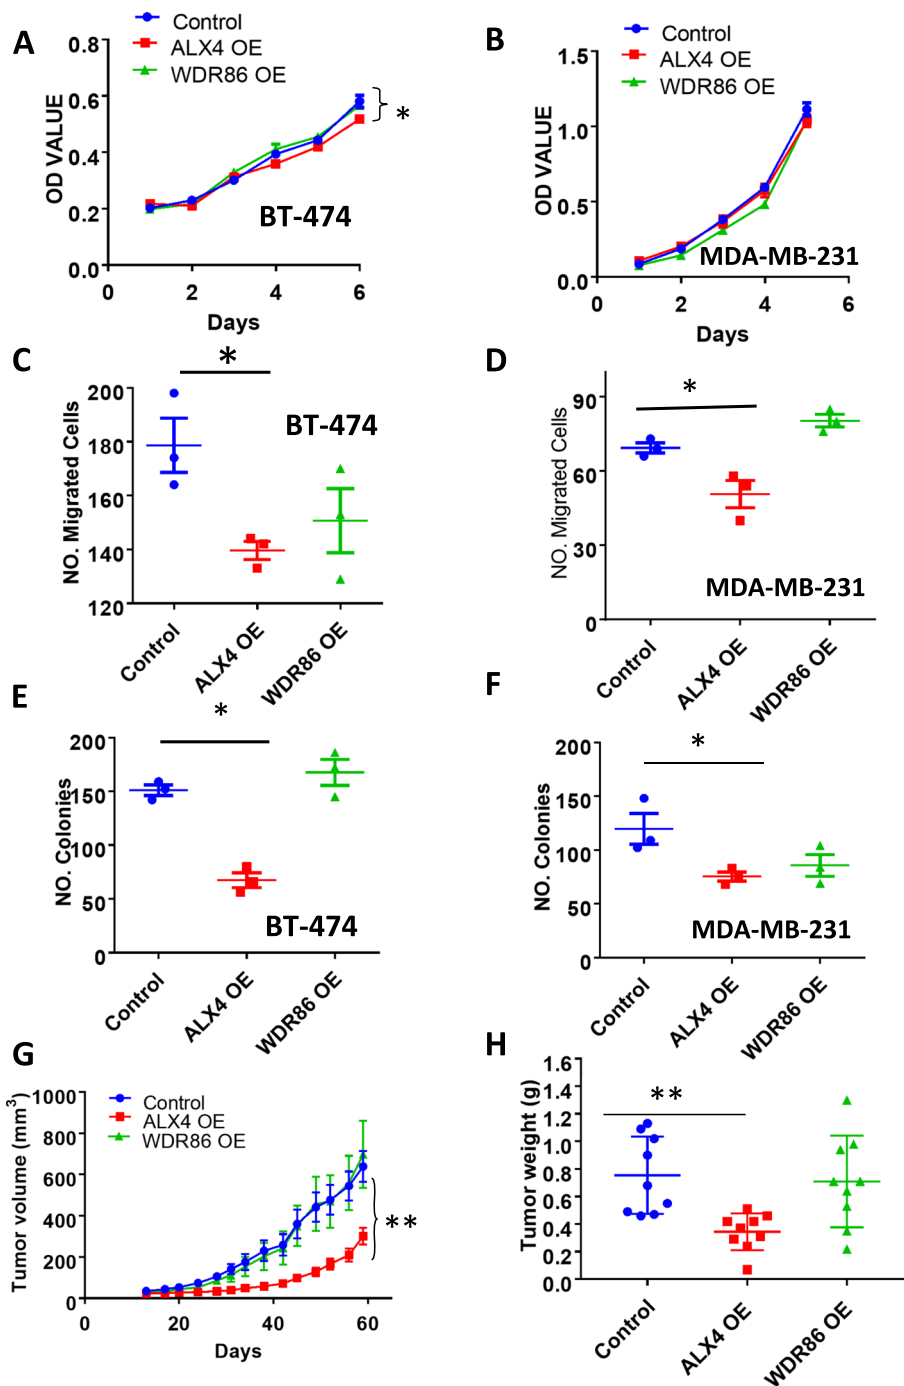 A
Control
ALX4 OE
WDR86 OE
OD VALUE
0.8
0.6
0.4
0.2
0.0
0 2 4 6
Days
*
BT-474
B
Control
ALX4 OE
WDR86 OE
OD VALUE
1.5
1.0
0.5
0.0
0 2 4 6
Days
MDA-MB-231
C
*
NO. Migrated Cells
200
180
160
140
120
BT-474
Control ALX4 OE WDR86 OE
D
*
NO. Migrated Cells
90
60
30
0
MDA-MB-231
Control ALX4 OE WDR86 OE
E
*
NO. Colonies
200
150
100
50
0
BT-474
Control ALX4 OE WDR86 OE
F
*
NO. Colonies
200
150
100
50
0
MDA-MB-231
Control ALX4 OE WDR86 OE
G
Control
ALX4 OE
WDR86 OE
Tumor volume (mm³)
1000
800
600
400
200
0
0 20 40 60
Days
**
H
**
Tumor weight (g)
1.6
1.4
1.2
1.0
0.8
0.6
0.4
0.2
0.0
Control ALX4 OE WDR86 OE